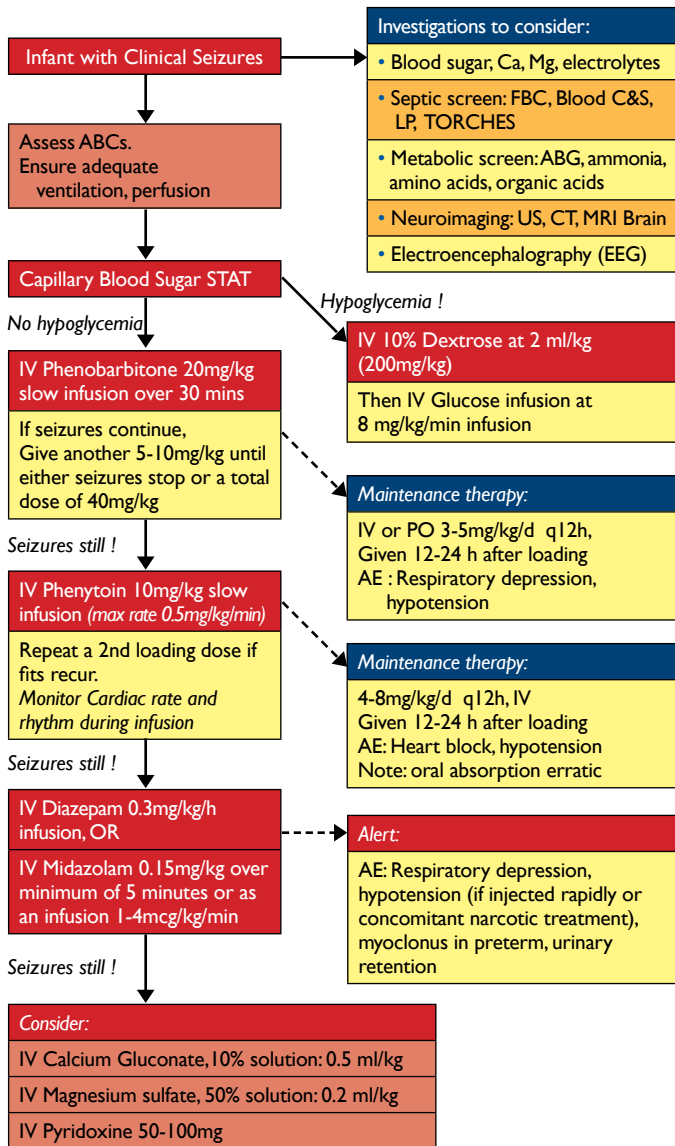 Infant with Clinical Seizures
Investigations to consider:
• Blood sugar, Ca, Mg, electrolytes
• Septic screen: FBC, Blood C&S,
LP, TORCHES
• Metabolic screen: ABG, ammonia,
amino acids, organic acids
• Neuroimaging: US, CT, MRI Brain
• Electroencephalography (EEG)
Assess ABCs.
Ensure adequate
ventilation, perfusion
Capillary Blood Sugar STAT
No hypoglycemia
Hypoglycemia !
IV 10% Dextrose at 2 ml/kg
(200mg/kg)
Then IV Glucose infusion at
8 mg/kg/min infusion
IV Phenobarbitone 20mg/kg
slow infusion over 30 mins
If seizures continue,
Give another 5-10mg/kg until
either seizures stop or a total
dose of 40mg/kg
Maintenance therapy:
IV or PO 3-5mg/kg/d q12h,
Given 12-24 h after loading
AE : Respiratory depression,
hypotension
Seizures still !
IV Phenytoin 10mg/kg slow
infusion (max rate 0.5mg/kg/min)
Repeat a 2nd loading dose if
fits recur.
Monitor Cardiac rate and
rhythm during infusion
Maintenance therapy:
4-8mg/kg/d q12h, IV
Given 12-24 h after loading
AE: Heart block, hypotension
Note: oral absorption erratic
Seizures still !
IV Diazepam 0.3mg/kg/h
infusion, OR
IV Midazolam 0.15mg/kg over
minimum of 5 minutes or as
an infusion 1-4mcg/kg/min
Alert:
AE: Respiratory depression,
hypotension (if injected rapidly or
concomitant narcotic treatment),
myoclonus in preterm, urinary
retention
Seizures still !
Consider:
IV Calcium Gluconate, 10% solution: 0.5 ml/kg
IV Magnesium sulfate, 50% solution: 0.2 ml/kg
IV Pyridoxine 50-100mg